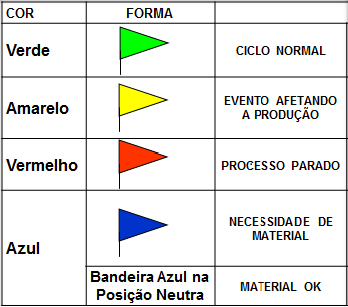 COR FORMA
Verde CICLO NORMAL
Amarelo EVENTO AFETANDO
A PRODUÇÃO
Vermelho PROCESSO PARADO
Azul NECESSIDADE DE
MATERIAL
Bandeira Azul na
Posição Neutra MATERIAL OK